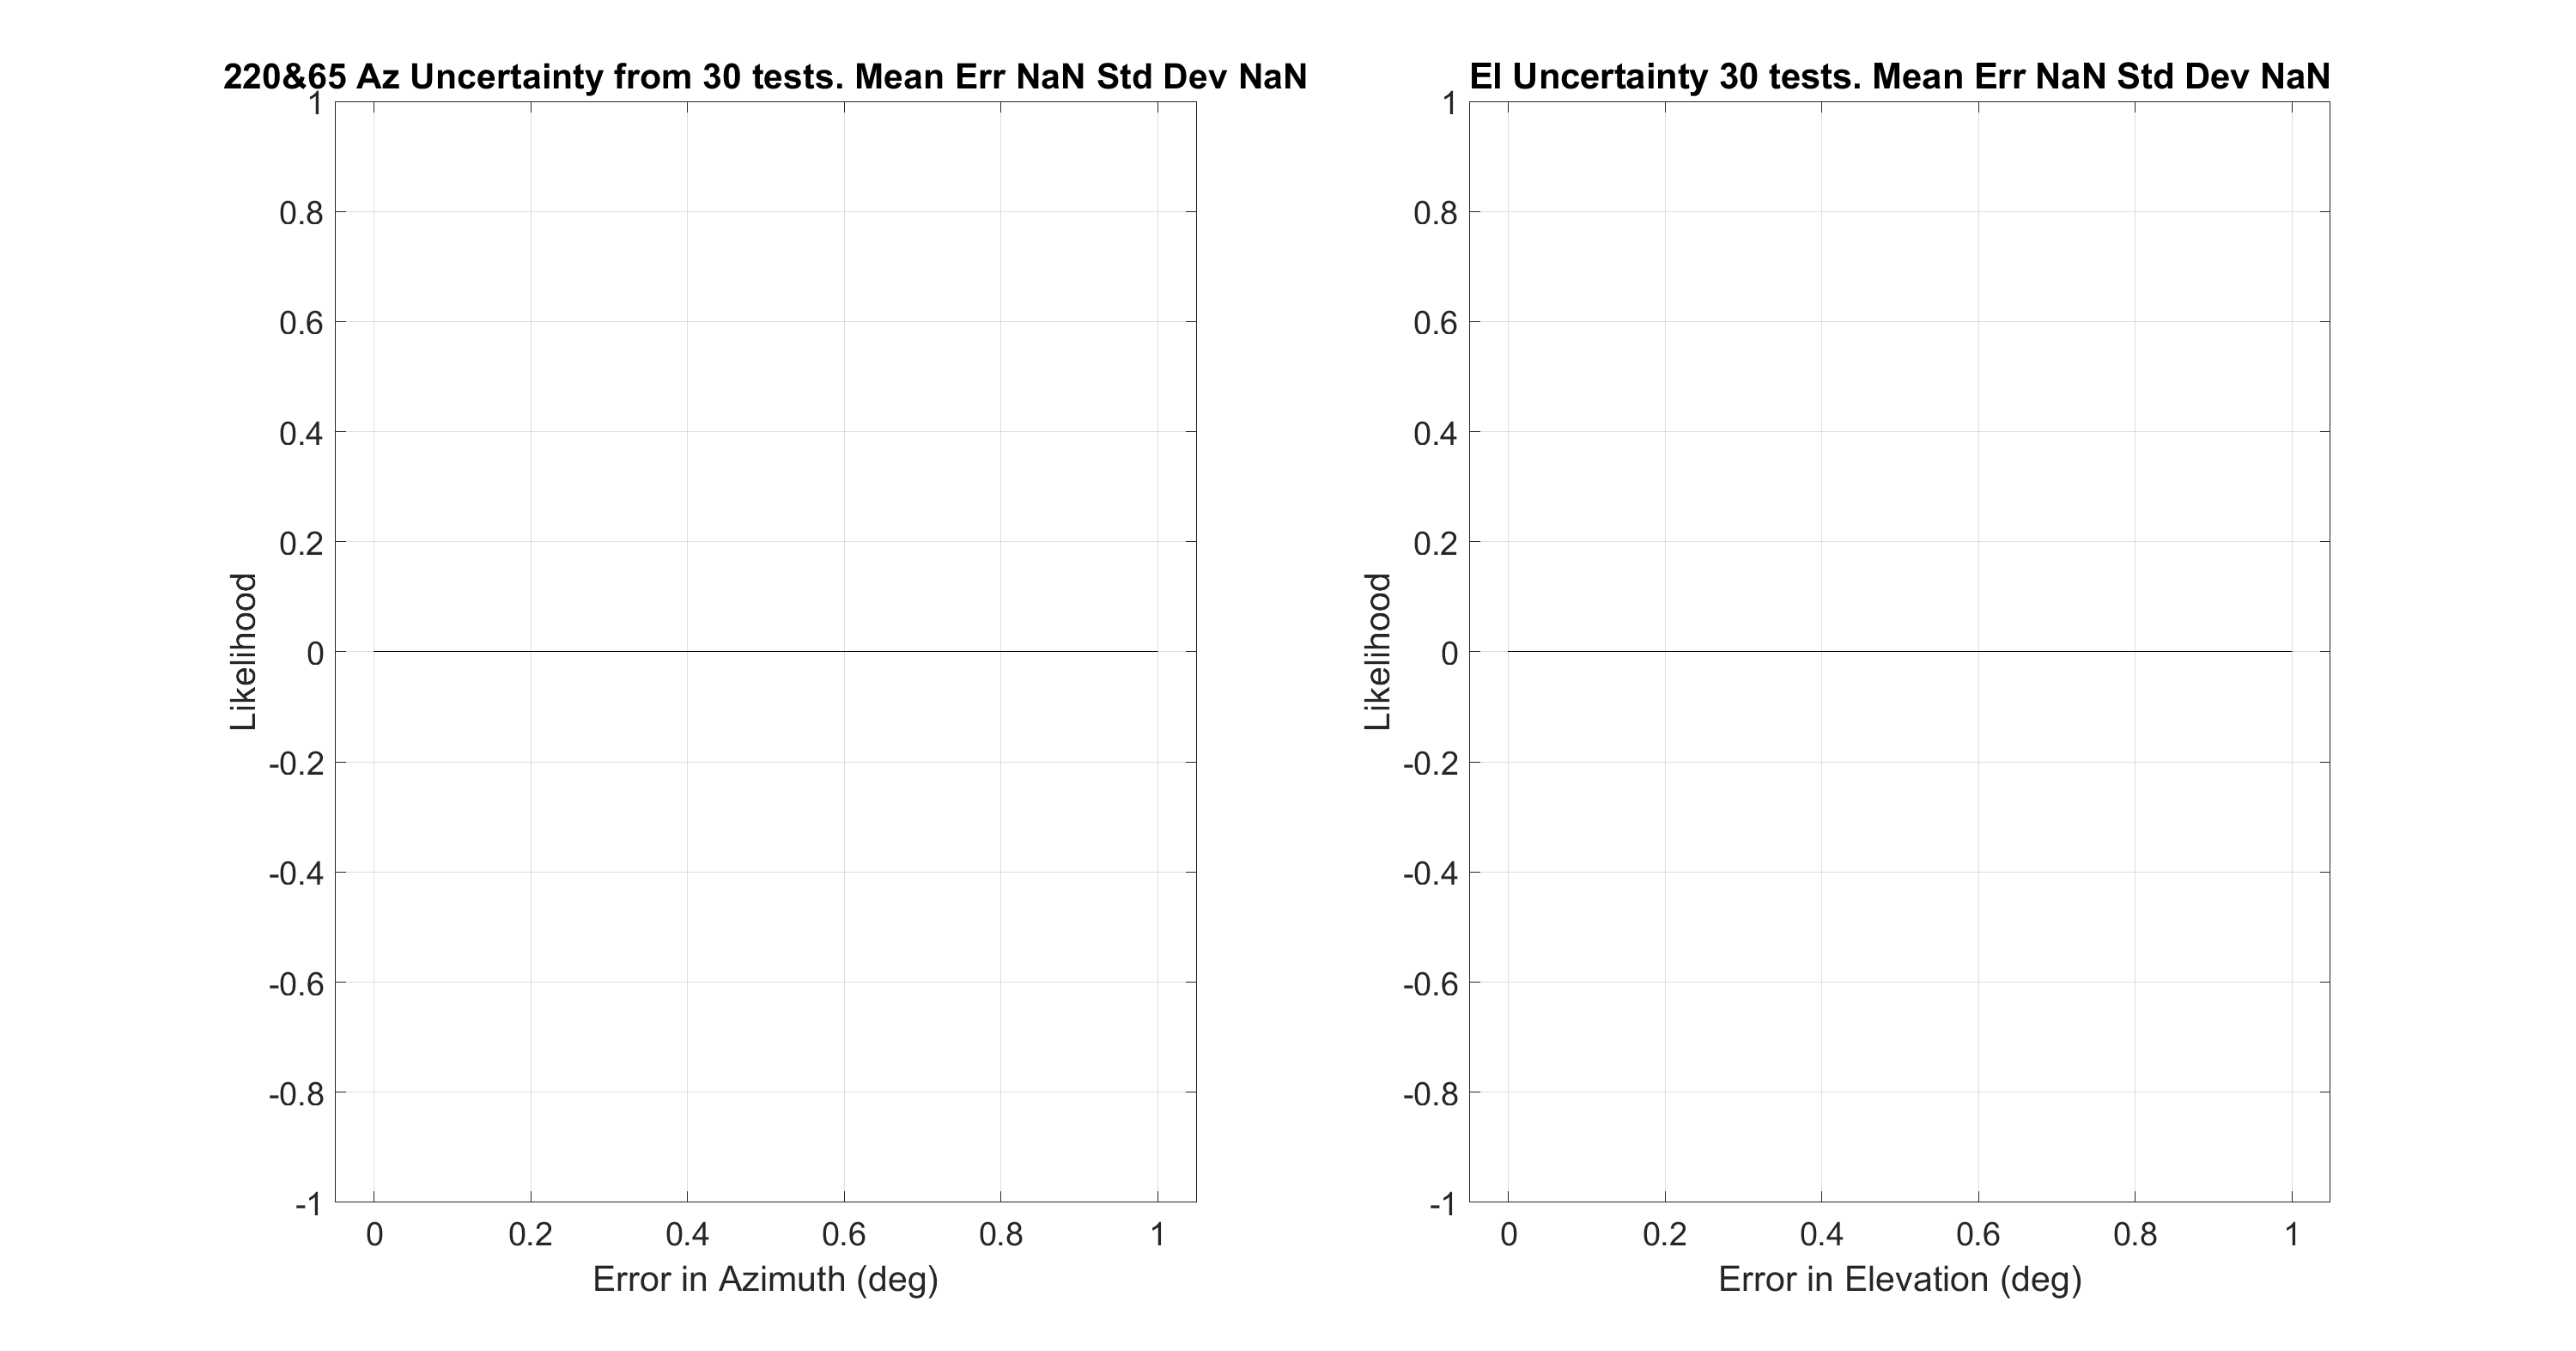 220&65 Az Uncertainty from 30 tests. Mean Err NaN Std Dev NaN
1
0.8
0.6
0.4
0.2
0
-0.2
-0.4
-0.6
-0.8
-1
Likelihood
0 0.2 0.4 0.6 0.8 1
Error in Azimuth (deg)
El Uncertainty 30 tests. Mean Err NaN Std Dev NaN
1
0.8
0.6
0.4
0.2
0
-0.2
-0.4
-0.6
-0.8
-1
Likelihood
0 0.2 0.4 0.6 0.8 1
Error in Elevation (deg)